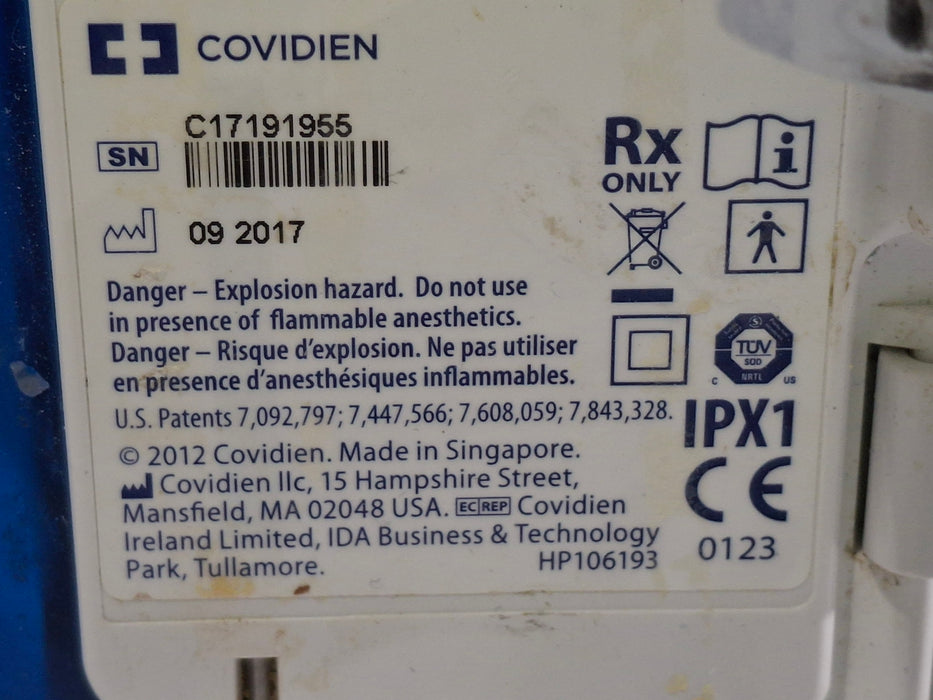 COVIDIEN
SN C17191955
09 2017
Rx
ONLY
i
Danger – Explosion hazard. Do not use
in presence of flammable anesthetics.
Danger – Risque d'explosion. Ne pas utiliser
en presence d'anesthésiques inflammables.
U.S. Patents 7,092,797; 7,447,566; 7,608,059; 7,843,328.
© 2012 Covidien. Made in Singapore.
Covidien llc, 15 Hampshire Street,
Mansfield, MA 02048 USA. EC REP Covidien
Ireland Limited, IDA Business & Technology
Park, Tullamore. HP106193
S
TÜV
SÜD
NRTL
C US
IPX1
CE
0123